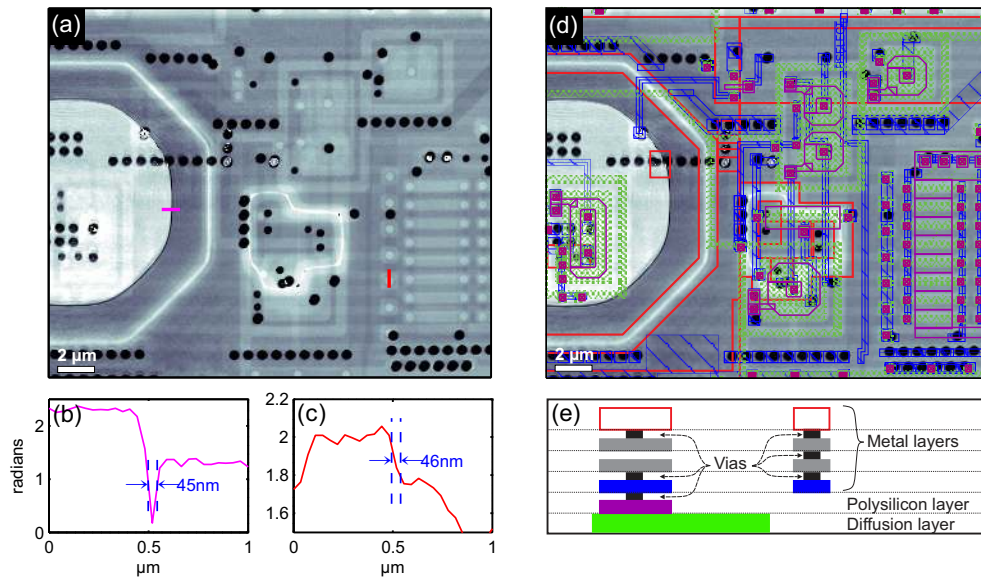 (a)
2 µm
(d)
2 µm
(b)
radians
2
1
0
45nm
0
0.5
1
µm
(c)
2.2
2
1.8
1.6
46nm
0
0.5
1
µm
(e)
Metal layers
Vias
Polysilicon layer
Diffusion layer